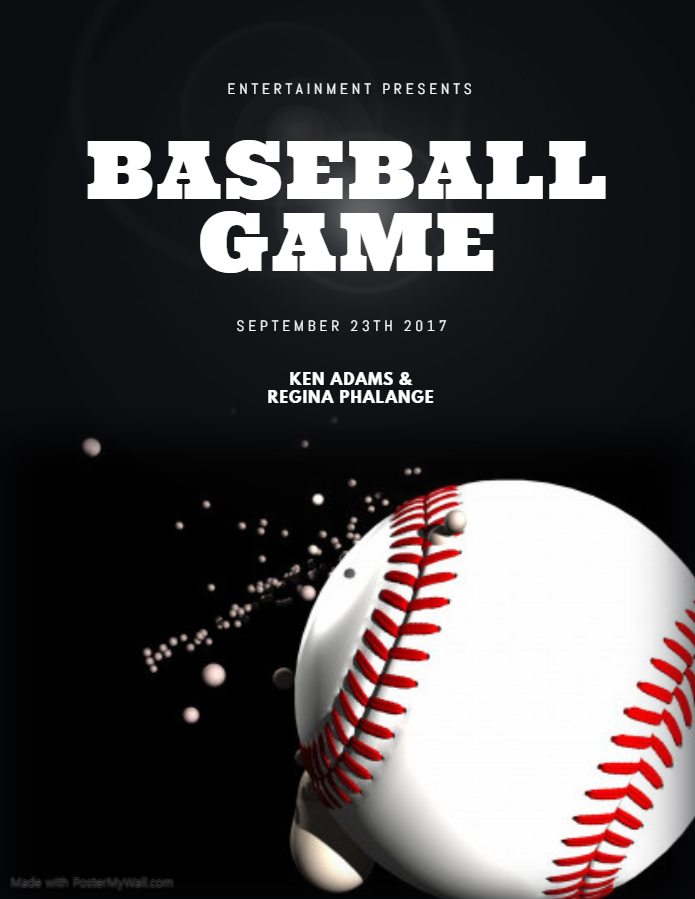 ENTERTAINMENT PRESENTS
BASEBALL
GAME
SEPTEMBER 23TH 2017
KEN ADAMS &
REGINA PHALANGE
Made with PosterMyWall.com